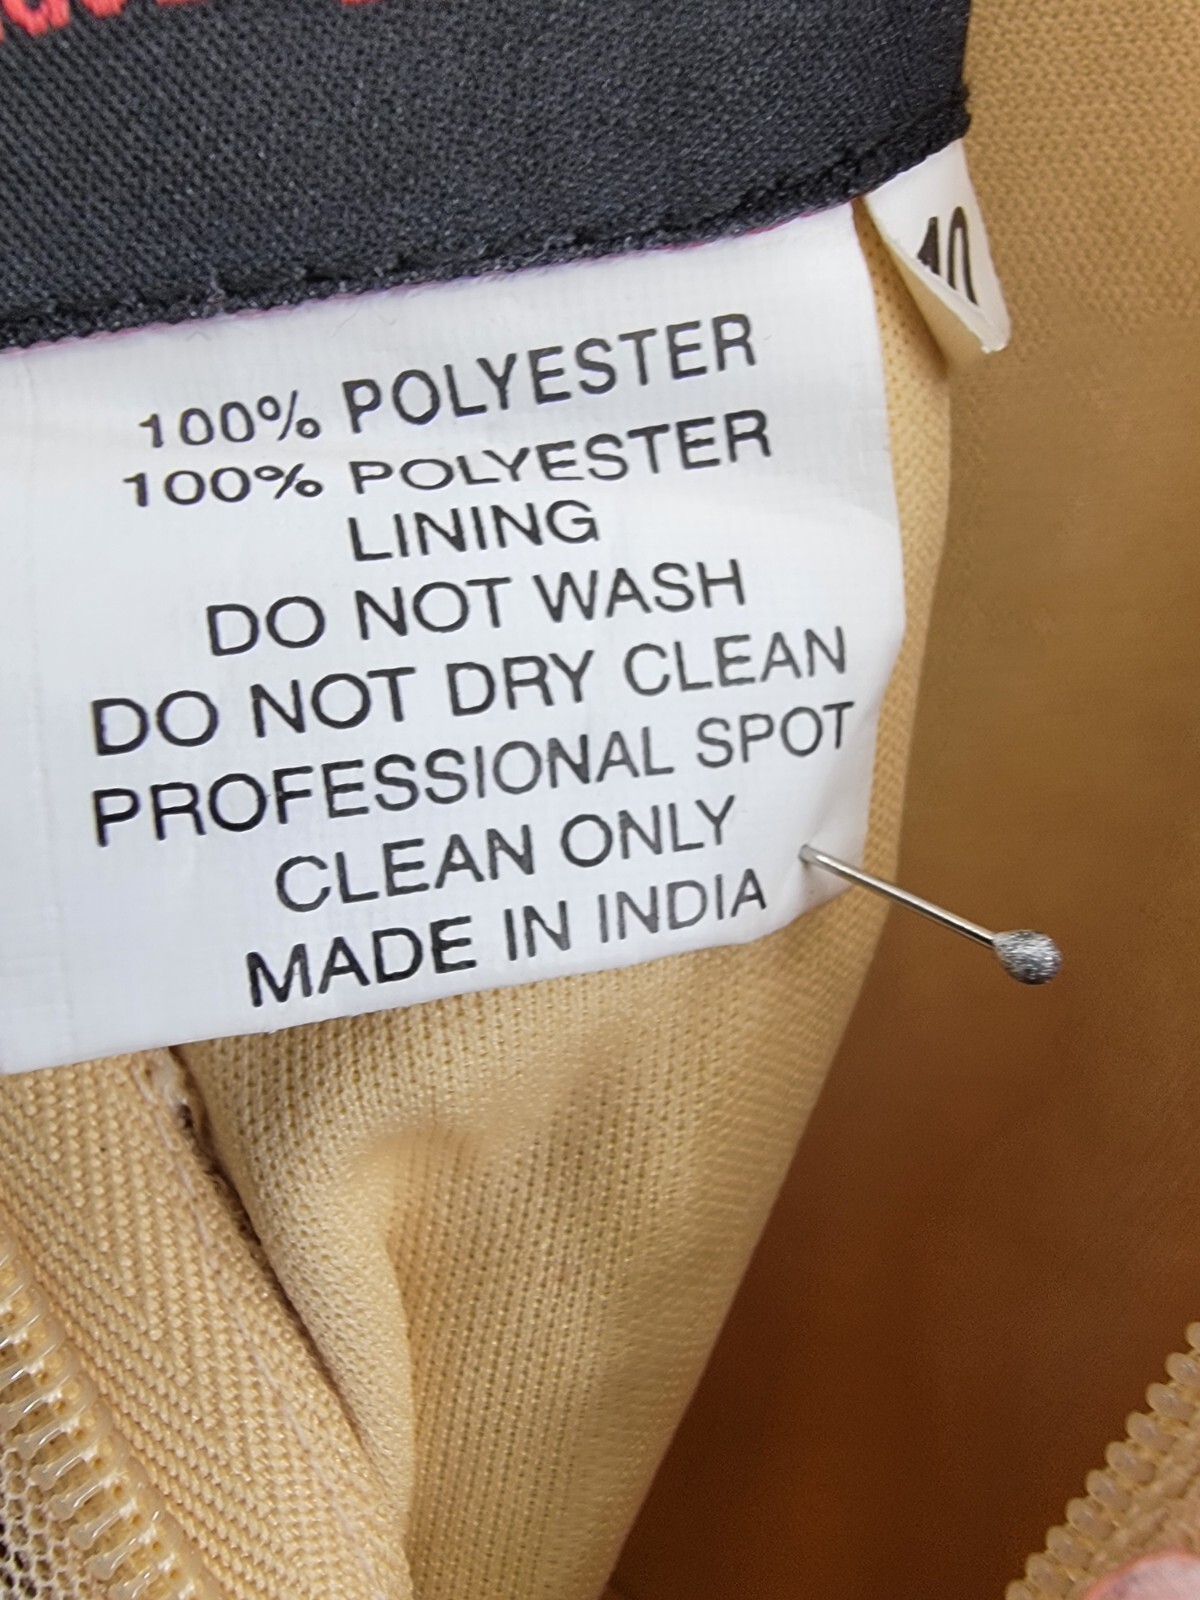 10
100% POLYESTER
100% POLYESTER
LINING
DO NOT WASH
DO NOT DRY CLEAN
PROFESSIONAL SPOT
CLEAN ONLY
MADE IN INDIA